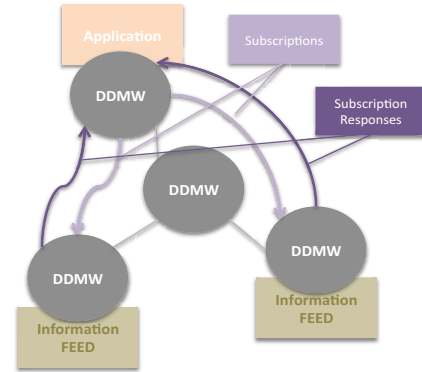 Application
Subscriptions
DDMW
Subscription
Responses
DDMW
DDMW
DDMW
Information
FEED
Information
FEED